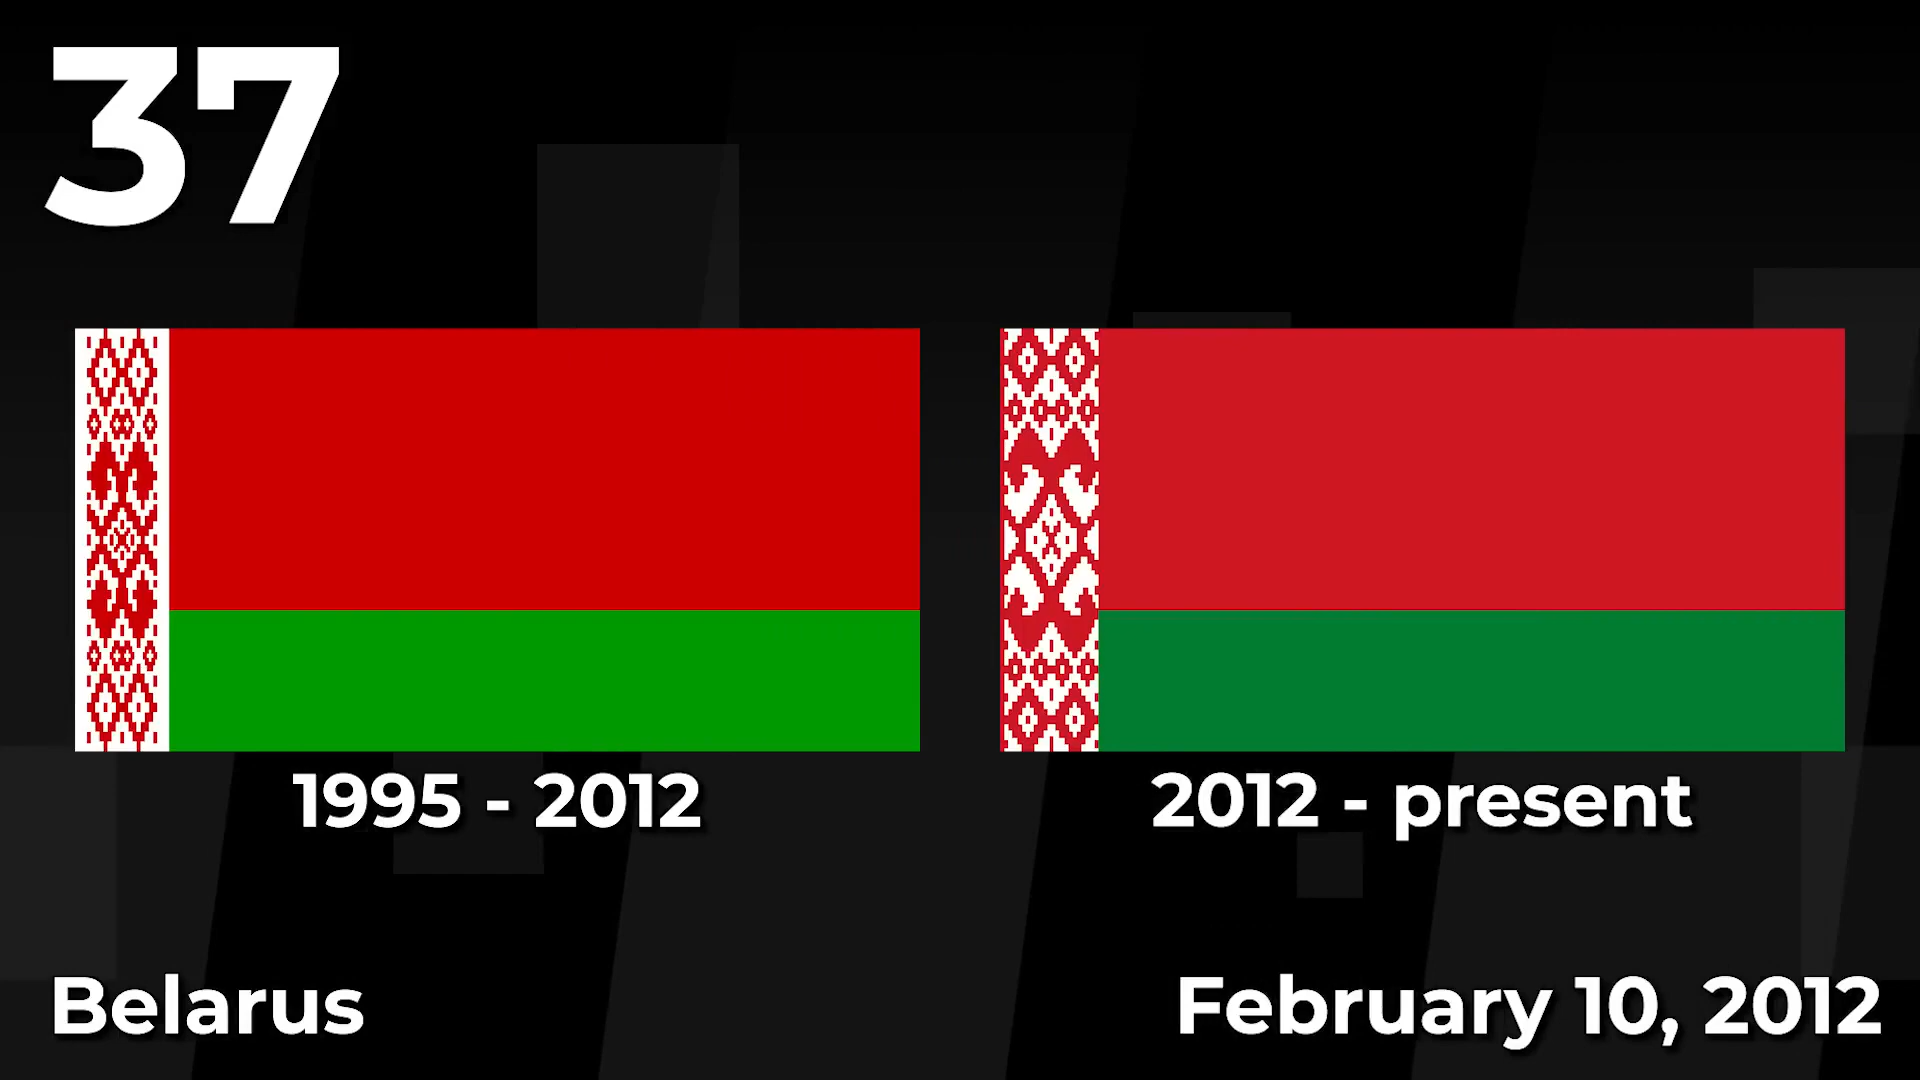 37
1995 - 2012
2012 - present
Belarus
February 10, 2012